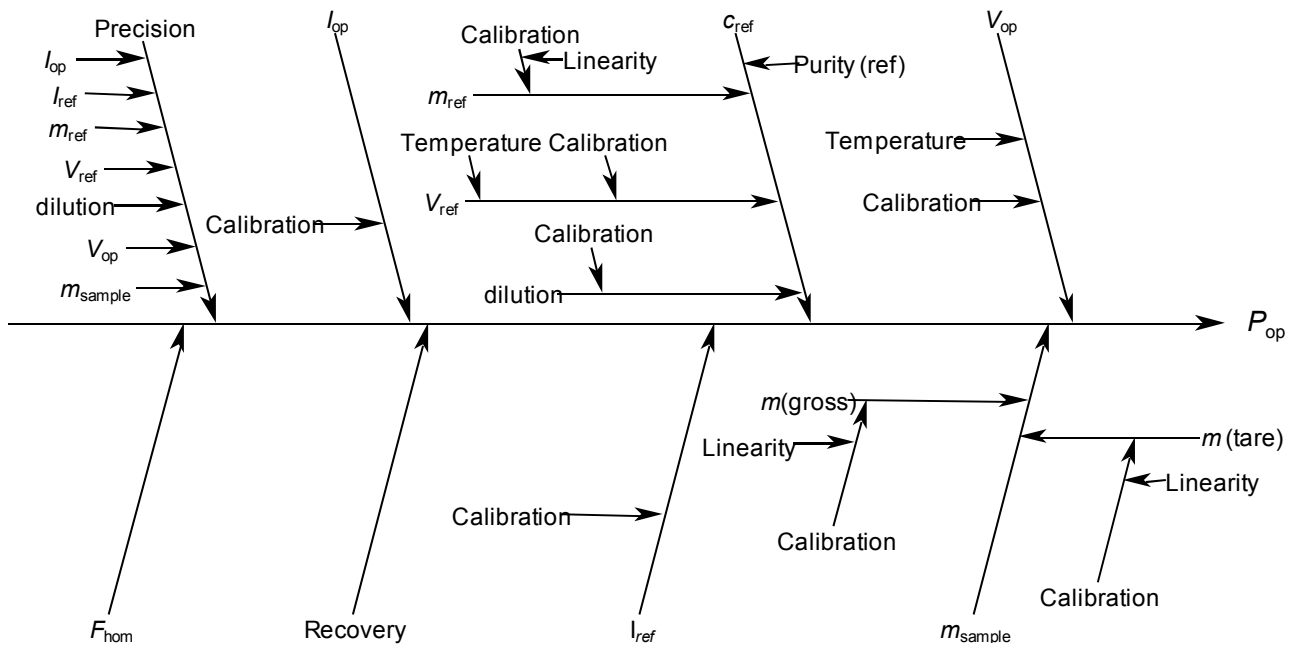 Precision
I_op
c_ref
V_op
I_op
I_ref
m_ref
V_ref
dilution
V_op
m_sample
Calibration
Calibration
Linearity
m_ref
Purity (ref)
Temperature
Calibration
V_ref
Calibration
dilution
Temperature
Calibration
P_op
m(gross)
Linearity
Calibration
m (tare)
Linearity
Calibration
Calibration
F_hom
Recovery
I_ref
m_sample